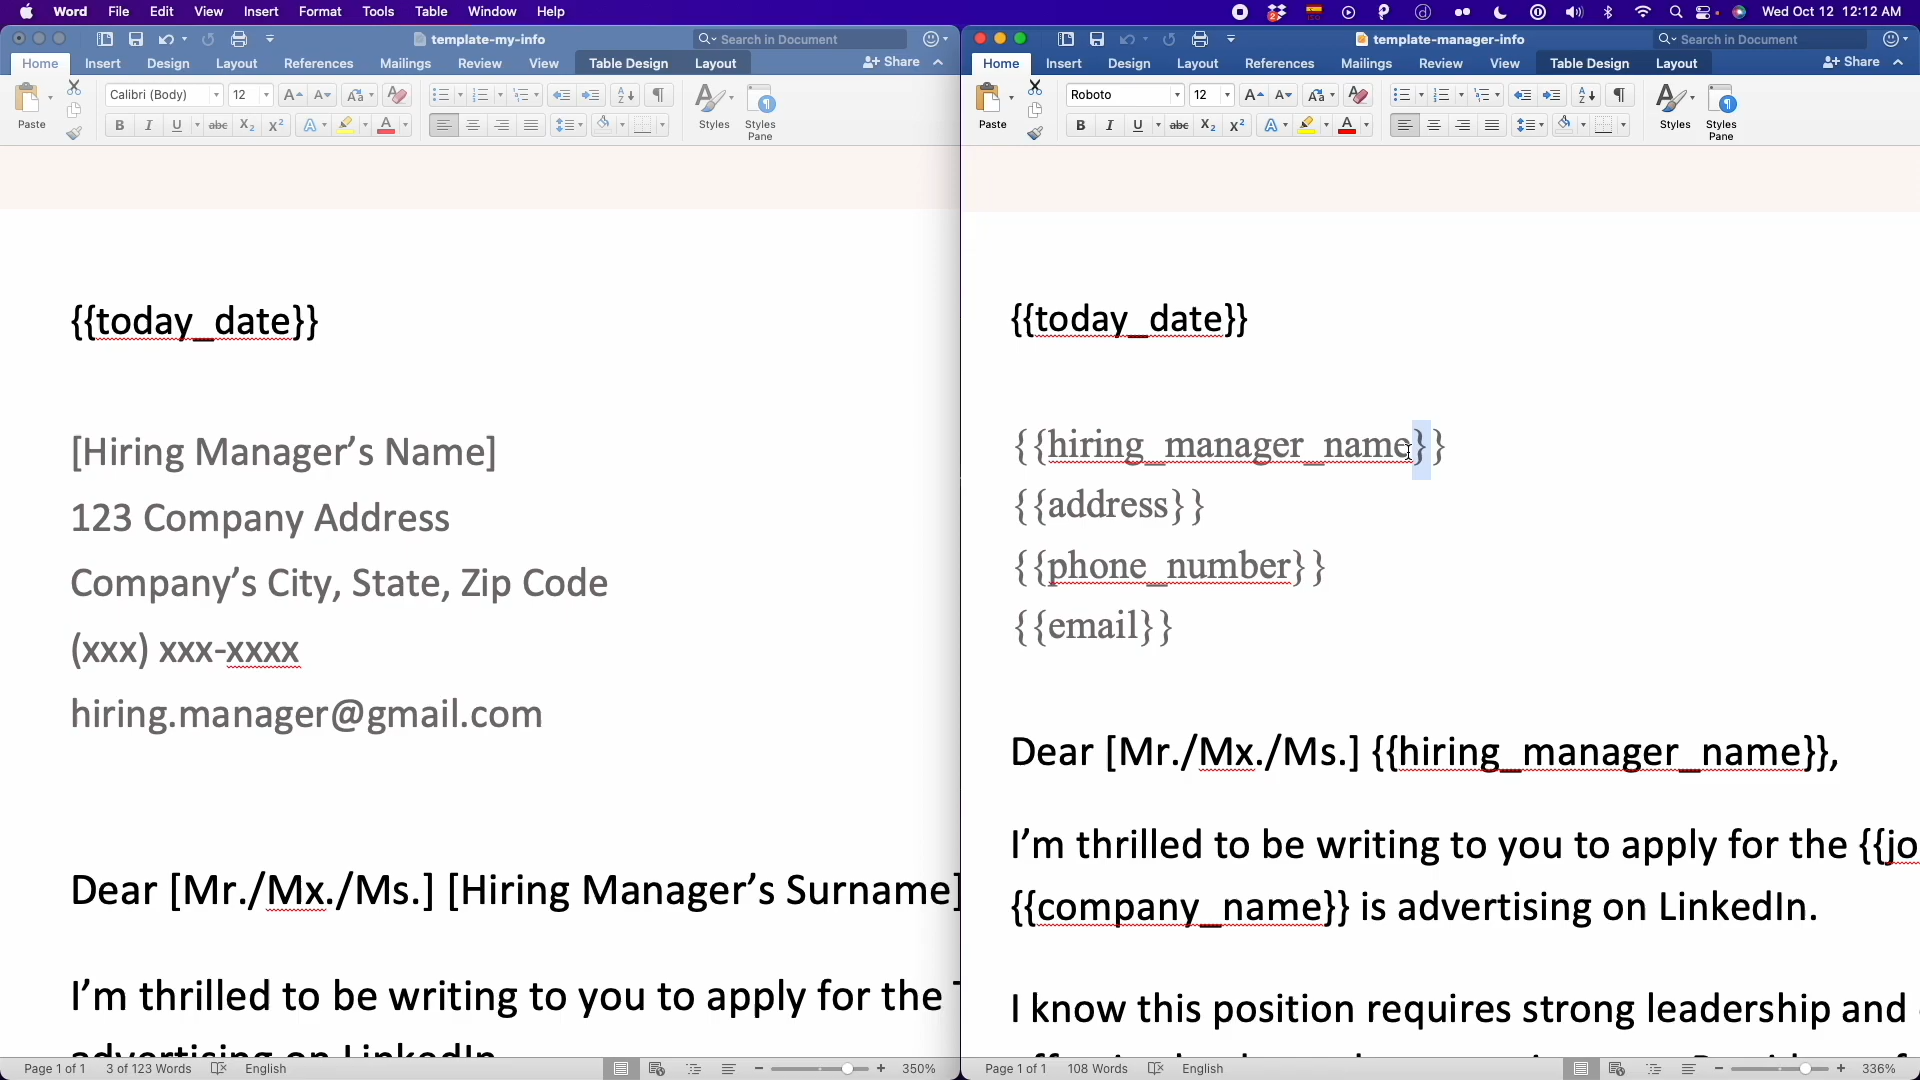 Word File Edit View Insert Format Tools Table Window Help Wed Oct 12 12:12 AM
template-my-info Search in Document
Home Insert Design Layout References Mailings Review View Table Design Layout Share
Paste Calibri (Body) 12 Styles Styles Pane
{{today_date}}
[Hiring Manager’s Name]
123 Company Address
Company’s City, State, Zip Code
(xxx) xxx-xxxx
hiring.manager@gmail.com
Dear [Mr./Mx./Ms.] [Hiring Manager’s Surname]
I’m thrilled to be writing to you to apply for the
advertising on LinkedIn
Page 1 of 1 3 of 123 Words English 350%
template-manager-info Search in Document
Home Insert Design Layout References Mailings Review View Table Design Layout Share
Paste Roboto 12 Styles Styles Pane
{{today_date}}
{{hiring_manager_name}}
{{address}}
{{phone_number}}
{{email}}
Dear [Mr./Mx./Ms.] {{hiring_manager_name}},
I’m thrilled to be writing to you to apply for the {{jo
{{company_name}} is advertising on LinkedIn.
I know this position requires strong leadership and
Page 1 of 1 108 Words English 336%